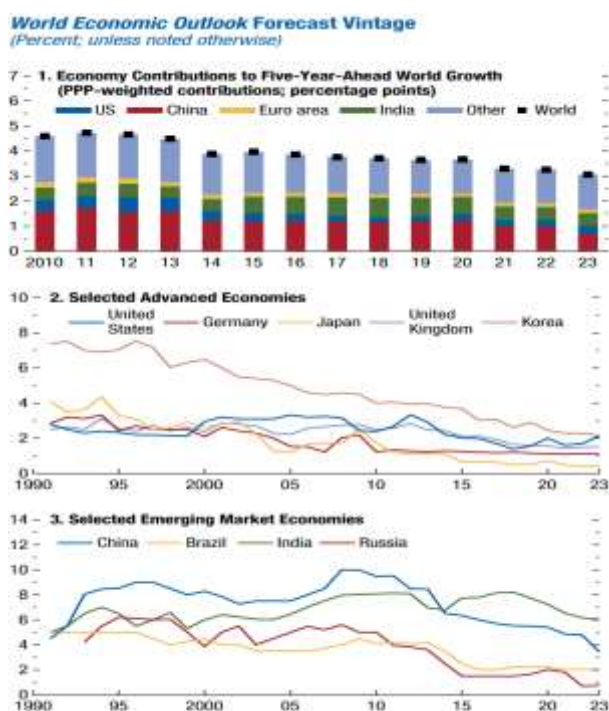 World Economic Outlook Forecast Vintage
(Percent; unless noted otherwise)
7 1. Economy Contributions to Five-Year-Ahead World Growth
(PPP-weighted contributions; percentage points)
6
US China Euro area India Other World
5
4
3
2
1
0
2010 11 12 13 14 15 16 17 18 19 20 21 22 23
10 2. Selected Advanced Economies
United States Germany Japan United Kingdom Korea
8
6
4
2
0
1990 95 2000 05 10 15 20 23
14 3. Selected Emerging Market Economies
12 China Brazil India Russia
10
8
6
4
2
0
1990 95 2000 05 10 15 20 23